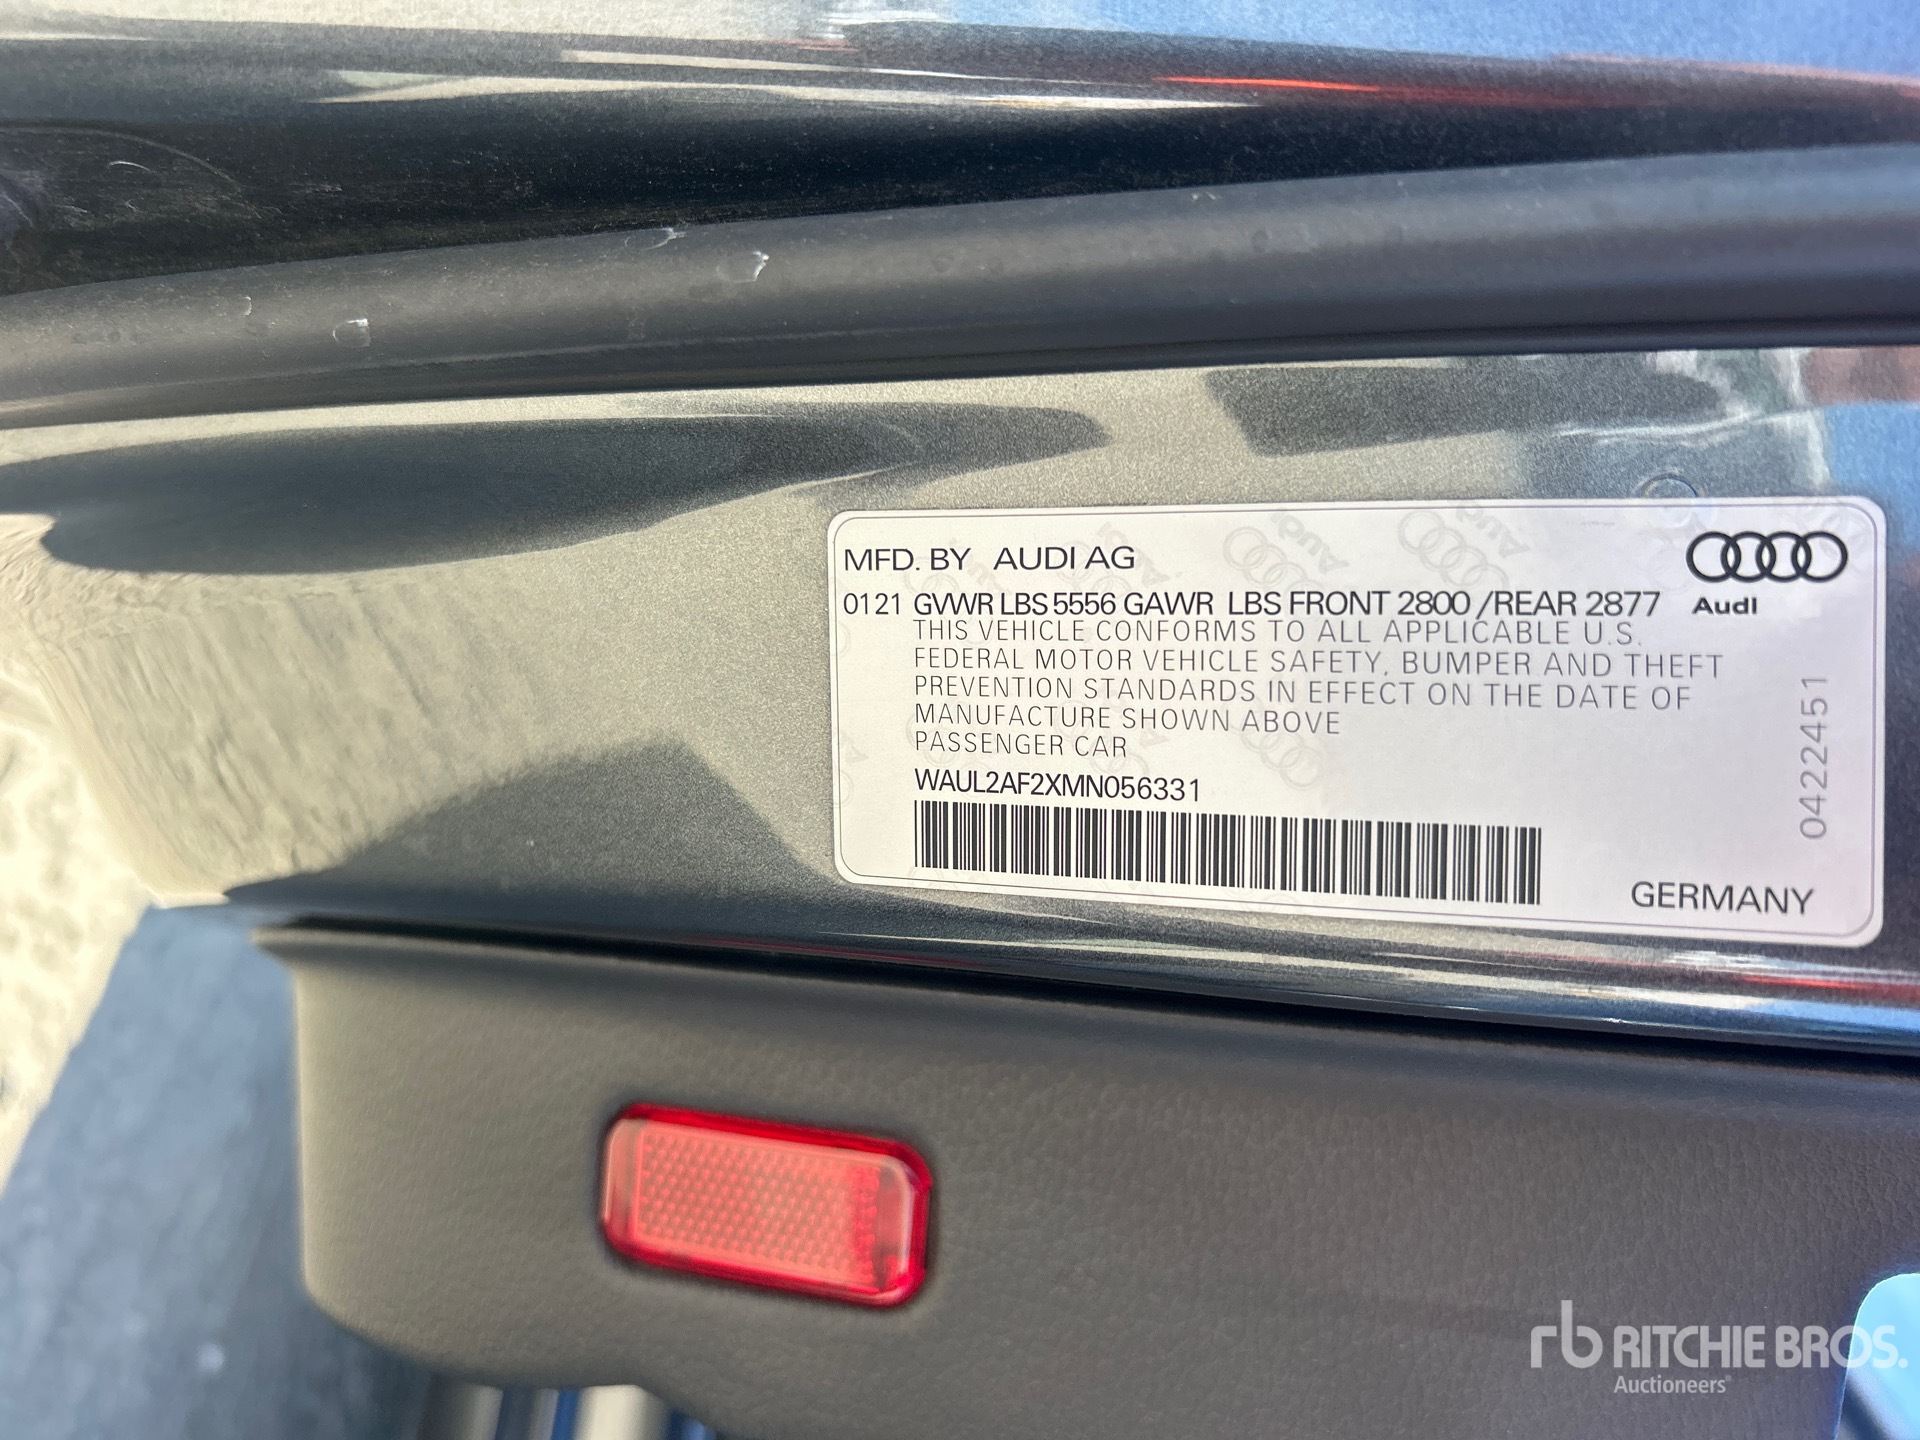 MFD. BY AUDI AG
0121 GVWR LBS 5556 GAWR LBS FRONT 2800 /REAR 2877
Audi
THIS VEHICLE CONFORMS TO ALL APPLICABLE U.S.
FEDERAL MOTOR VEHICLE SAFETY, BUMPER AND THEFT
PREVENTION STANDARDS IN EFFECT ON THE DATE OF
MANUFACTURE SHOWN ABOVE
PASSENGER CAR
WAUL2AF2XMN056331
GERMANY
04222451
rb RITCHIE BROS.
Auctioneers